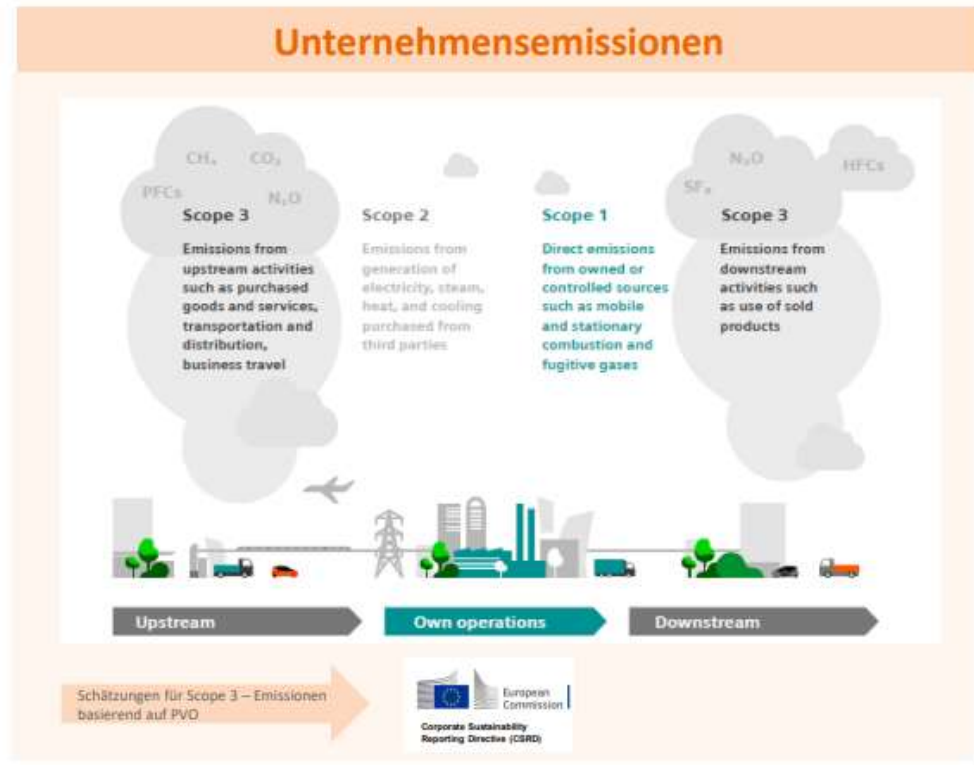 Unternehmensemissionen
CH₄ CO₂
PFCs
N₂O
Scope 3
Emissions from
upstream activities
such as purchased
goods and services,
transportation and
distribution,
business travel
Scope 2
Emissions from
generation of
electricity, steam,
heat, and cooling
purchased from
third parties
Scope 1
Direct emissions
from owned or
controlled sources
such as mobile
and stationary
combustion and
fugitive gases
N₂O
HFCs
SF₆
Scope 3
Emissions from
downstream
activities such
as use of sold
products
Upstream
Own operations
Downstream
Schätzungen für Scope 3 – Emissionen
basierend auf PVO
European
Commission
Corporate Sustainability
Reporting Directive (CSRD)